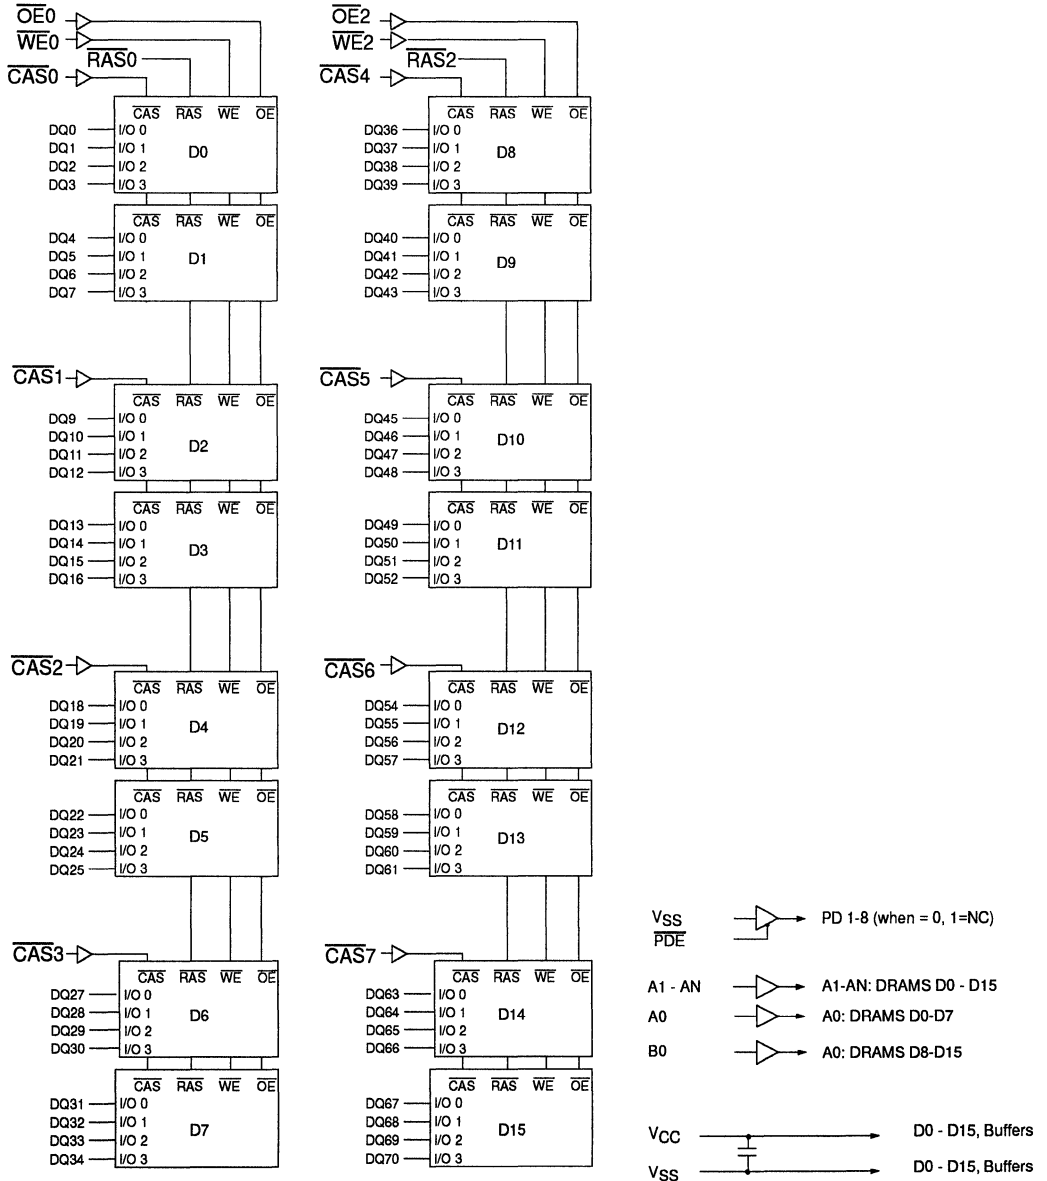 OE0
WE0
RAS0
CAS0
CAS RAS WE OE
DQ0 I/O 0
DQ1 I/O 1
DQ2 I/O 2
DQ3 I/O 3
D0
CAS RAS WE OE
DQ4 I/O 0
DQ5 I/O 1
DQ6 I/O 2
DQ7 I/O 3
D1
CAS1
CAS RAS WE OE
DQ9 I/O 0
DQ10 I/O 1
DQ11 I/O 2
DQ12 I/O 3
D2
CAS RAS WE OE
DQ13 I/O 0
DQ14 I/O 1
DQ15 I/O 2
DQ16 I/O 3
D3
CAS2
CAS RAS WE OE
DQ18 I/O 0
DQ19 I/O 1
DQ20 I/O 2
DQ21 I/O 3
D4
CAS RAS WE OE
DQ22 I/O 0
DQ23 I/O 1
DQ24 I/O 2
DQ25 I/O 3
D5
CAS3
CAS RAS WE OE
DQ27 I/O 0
DQ28 I/O 1
DQ29 I/O 2
DQ30 I/O 3
D6
CAS RAS WE OE
DQ31 I/O 0
DQ32 I/O 1
DQ33 I/O 2
DQ34 I/O 3
D7
OE2
WE2
RAS2
CAS4
CAS RAS WE OE
DQ36 I/O 0
DQ37 I/O 1
DQ38 I/O 2
DQ39 I/O 3
D8
CAS RAS WE OE
DQ40 I/O 0
DQ41 I/O 1
DQ42 I/O 2
DQ43 I/O 3
D9
CAS5
CAS RAS WE OE
DQ45 I/O 0
DQ46 I/O 1
DQ47 I/O 2
DQ48 I/O 3
D10
CAS RAS WE OE
DQ49 I/O 0
DQ50 I/O 1
DQ51 I/O 2
DQ52 I/O 3
D11
CAS6
CAS RAS WE OE
DQ54 I/O 0
DQ55 I/O 1
DQ56 I/O 2
DQ57 I/O 3
D12
CAS RAS WE OE
DQ58 I/O 0
DQ59 I/O 1
DQ60 I/O 2
DQ61 I/O 3
D13
CAS7
CAS RAS WE OE
DQ63 I/O 0
DQ64 I/O 1
DQ65 I/O 2
DQ66 I/O 3
D14
CAS RAS WE OE
DQ67 I/O 0
DQ68 I/O 1
DQ69 I/O 2
DQ70 I/O 3
D15
VSS PD 1-8 (when = 0, 1=NC)
PDE
A1 - AN A1-AN: DRAMS D0 - D15
A0 A0: DRAMS D0-D7
B0 A0: DRAMS D8-D15
VCC D0 - D15, Buffers
VSS D0 - D15, Buffers